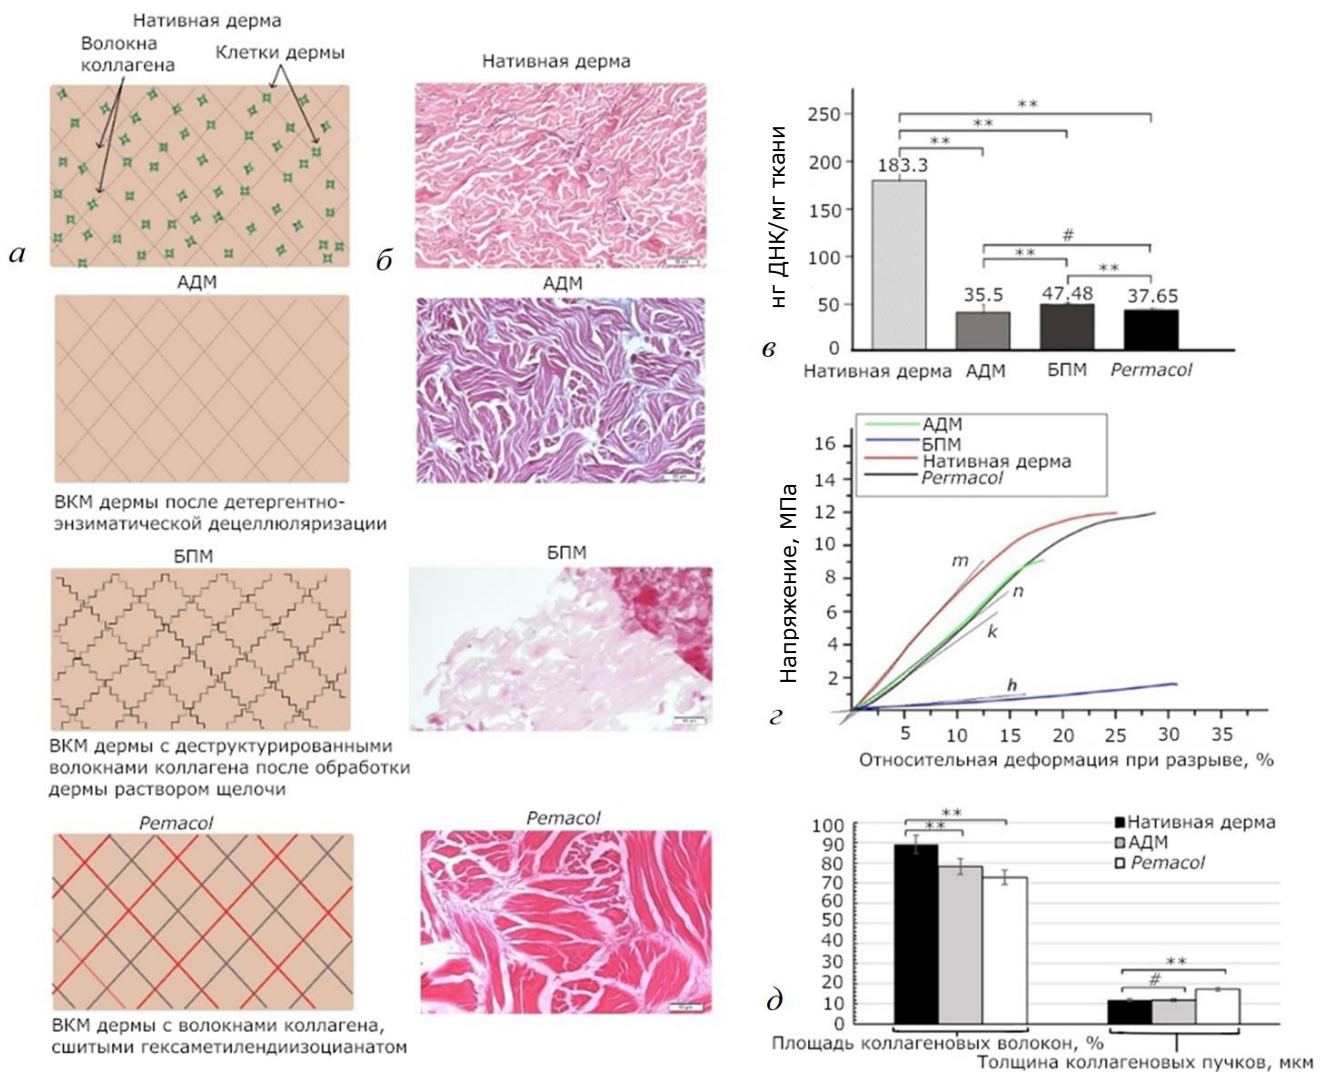 Нативная дерма
Волокна
коллагена
Клетки дермы
а
АДМ
ВКМ дермы после детергентно-
энзиматической децеллюляризации
БПМ
ВКМ дермы с деструктурированными
волокнами коллагена после обработки
дермы раствором щелочи
Pemacol
ВКМ дермы с волокнами коллагена,
сшитыми гексаметилендиизоцианатом
б
Нативная дерма
АДМ
БПМ
Pemacol
в
нг ДНК/мг ткани
250
200
150
100
50
0
**
**
**
#
**
**
183.3
35.5
47.48
37.65
Нативная дерма
АДМ
БПМ
Permacol
г
Напряжение, МПа
16
14
12
10
8
6
4
2
АДМ
БПМ
Нативная дерма
Permacol
m
n
k
h
5 10 15 20 25 30 35
Относительная деформация при разрыве, %
д
100
90
80
70
60
50
40
30
20
10
0
**
**
**
#
Нативная дерма
АДМ
Pemacol
Площадь коллагеновых волокон, %
Толщина коллагеновых пучков, мкм